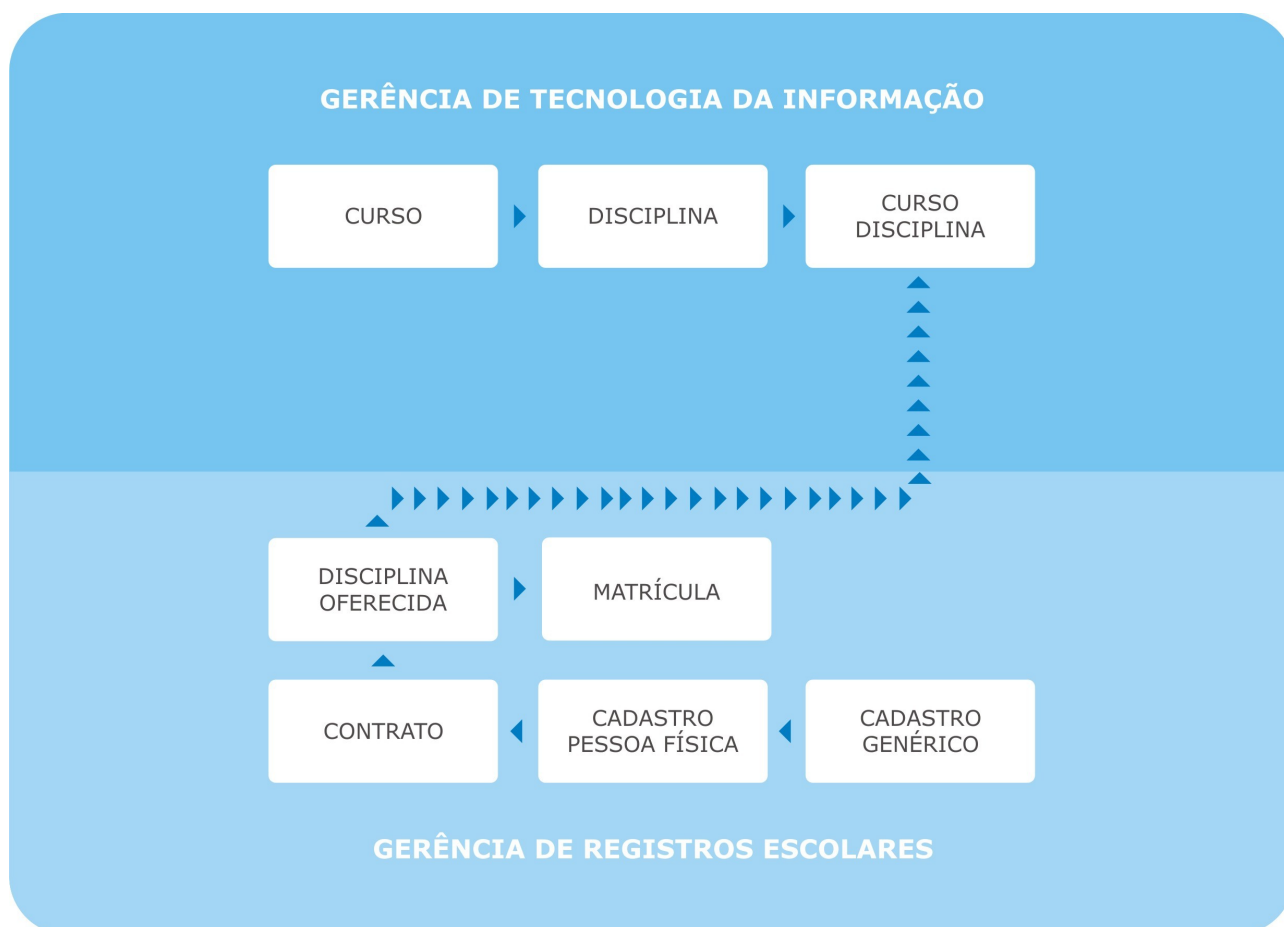 GERÊNCIA DE TECNOLOGIA DA INFORMAÇÃO
CURSO
DISCIPLINA
CURSO
DISCIPLINA
DISCIPLINA
OFERECIDA
MATRÍCULA
CONTRATO
CADASTRO
PESSOA FÍSICA
CADASTRO
GENÉRICO
GERÊNCIA DE REGISTROS ESCOLARES